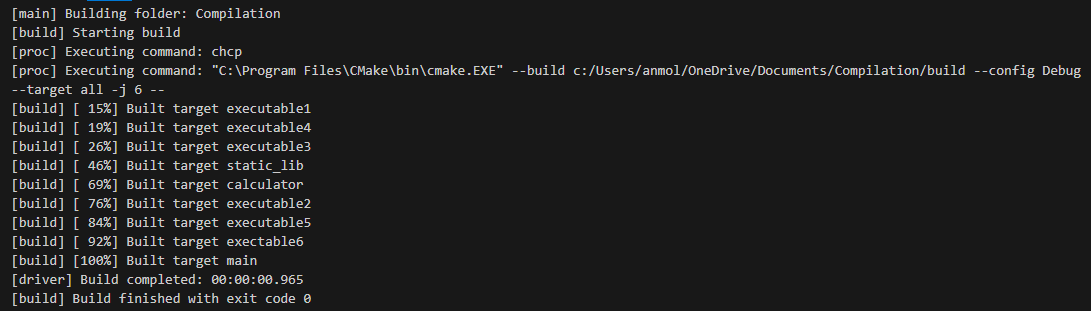 [main] Building folder: Compilation
[build] Starting build
[proc] Executing command: chcp
[proc] Executing command: "C:\Program Files\CMake\bin\cmake.EXE" --build c:/Users/anmol/OneDrive/Documents/Compilation/build --config Debug
--target all -j 6 --
[build] [ 15%] Built target executable1
[build] [ 19%] Built target executable4
[build] [ 26%] Built target executable3
[build] [ 46%] Built target static_lib
[build] [ 69%] Built target calculator
[build] [ 76%] Built target executable2
[build] [ 84%] Built target executable5
[build] [ 92%] Built target exectable6
[build] [100%] Built target main
[driver] Build completed: 00:00:00.965
[build] Build finished with exit code 0